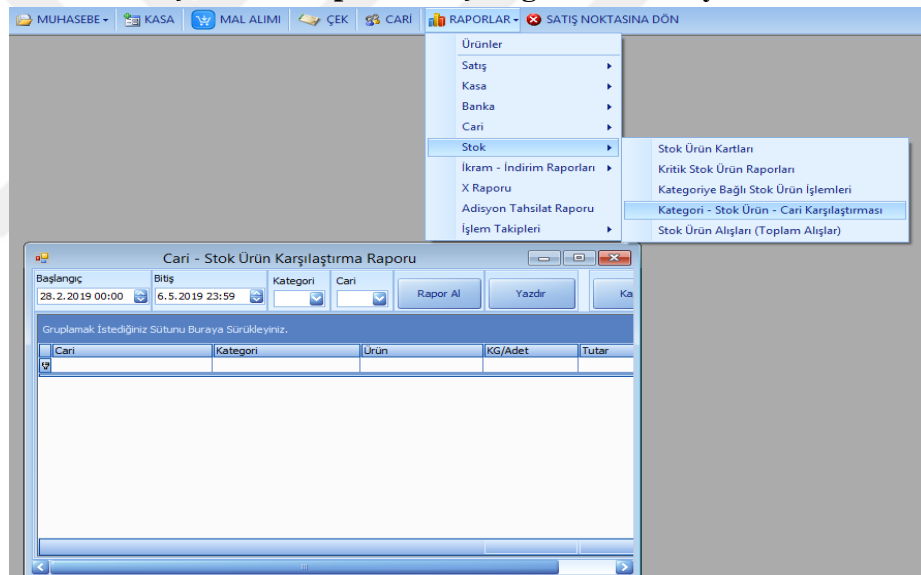 MUHASEBE KASA MAL ALIMI ÇEK CARİ RAPORLAR SATIŞ NOKTASINA DÖN
Ürünler
Satış
Kasa
Banka
Cari
Stok
İkram - İndirim Raporları
X Raporu
Adisyon Tahsilat Raporu
İşlem Takipleri
Stok Ürün Kartları
Kritik Stok Ürün Raporları
Kategoriye Bağlı Stok Ürün İşlemleri
Kategori - Stok Ürün - Cari Karşılaştırması
Stok Ürün Alışları (Toplam Alışlar)
Cari - Stok Ürün Karşılaştırma Raporu
Başlangıç Bitiş Kategori Cari
28.2.2019 00:00 6.5.2019 23:59 Rapor Al Yazdır Ka
Gruplamak İstediğiniz Sütunu Buraya Sürükleyiniz.
Cari Kategori Ürün KG/Adet Tutar